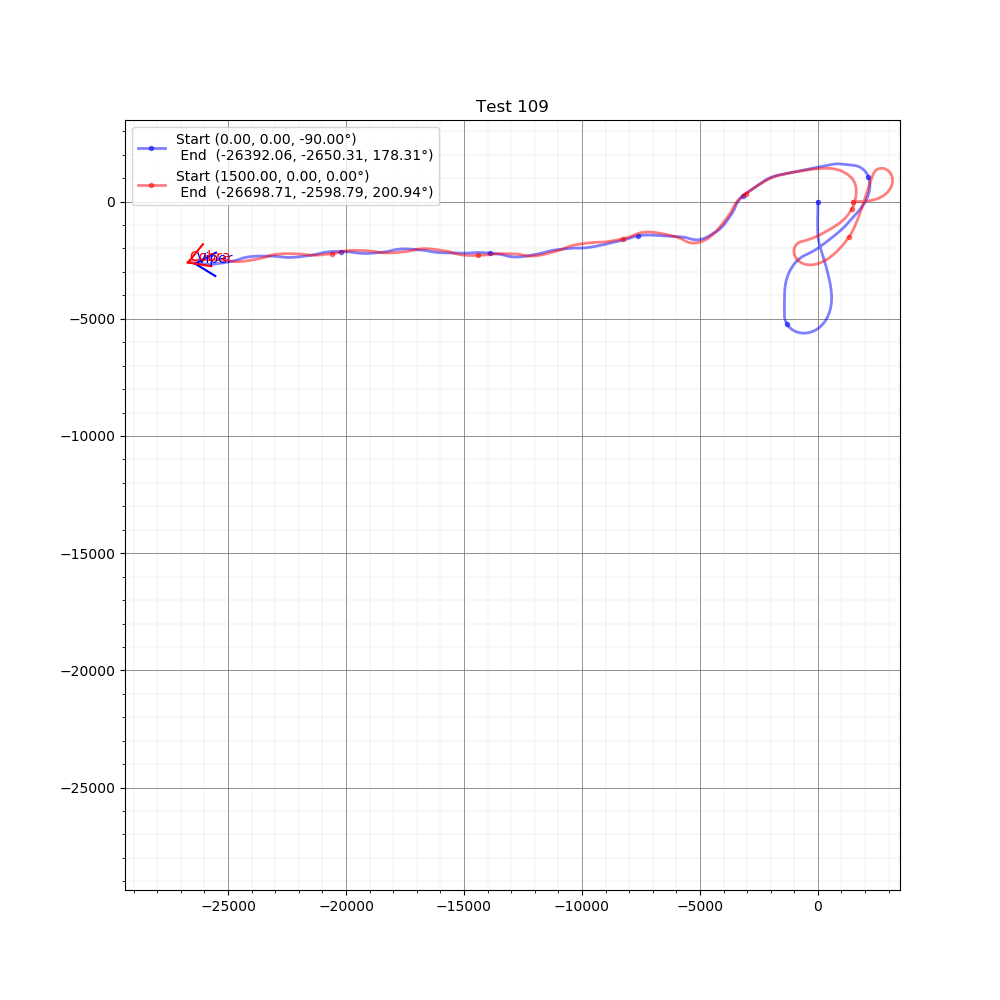 Test 109
Start (0.00, 0.00, -90.00°)
End (-26392.06, -2650.31, 178.31°)
Start (1500.00, 0.00, 0.00°)
End (-26698.71, -2598.79, 200.94°)
0
−5000
−10000
−15000
−20000
−25000
−25000 −20000 −15000 −10000 −5000 0